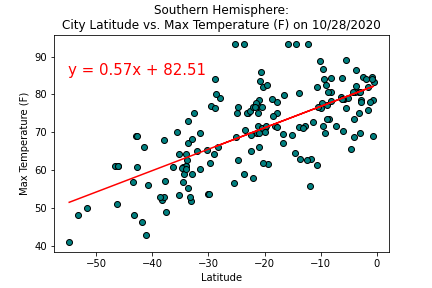 Southern Hemisphere:
City Latitude vs. Max Temperature (F) on 10/28/2020
y = 0.57x + 82.51
Max Temperature (F)
90
80
70
60
50
40
−50
−40
−30
−20
−10
0
Latitude